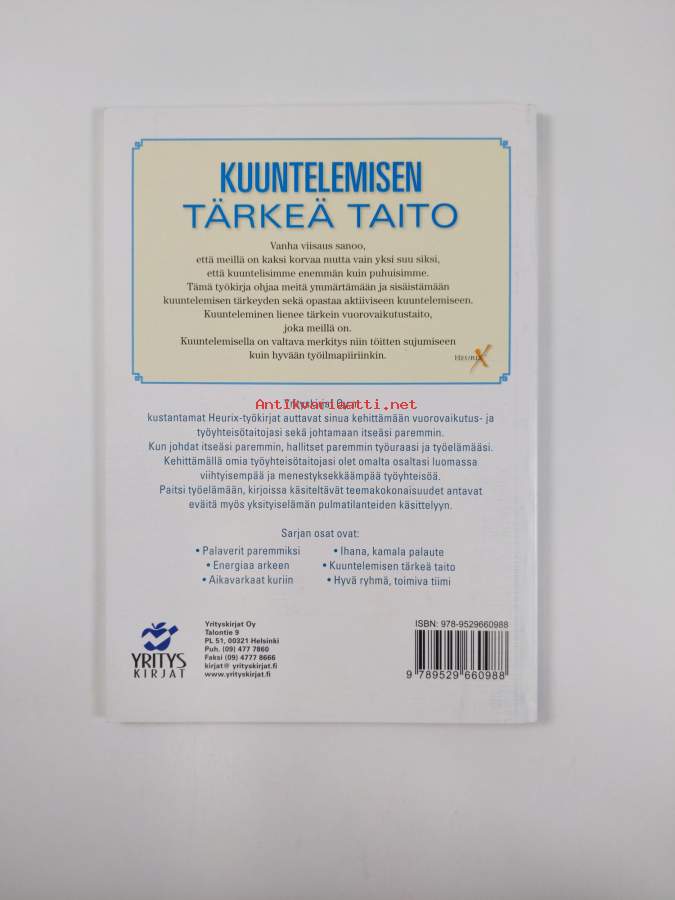 KUUNTELEMISEN
TÄRKEÄ TAITO
Vanha viisaus sanoo,
että meillä on kaksi korvaa mutta vain yksi suu siksi,
että kuuntelisimme enemmän kuin puhuisimme.
Tämä työkirja ohjaa meitä ymmärtämään ja sisäistämään
kuuntelemisen tärkeyden sekä opastaa aktiiviseen kuuntelemiseen.
Kuunteleminen lienee tärkein vuorovaikutustaito,
joka meillä on.
Kuuntelemisella on valtava merkitys niin töitten sujumiseen
kuin hyvään työilmapiiriinkin.
HEURIX
Yrityskirjat Oy:n
Antikvariaatti.net
kustantamat Heurix-työkirjat auttavat sinua kehittämään vuorovaikutus- ja
työyhteisötaitojasi sekä johtamaan itseäsi paremmin.
Kun johdat itseäsi paremmin, hallitset paremmin työuraasi ja työelämääsi.
Kehittämällä omia työyhteisötaitojasi olet omalta osaltasi luomassa
viihtyisempää ja menestyksekkäämpää työyhteisöä.
Paitsi työelämään, kirjoissa käsiteltävät teemakokonaisuudet antavat
eväitä myös yksityiselämän pulmatilanteiden käsittelyyn.
Sarjan osat ovat:
• Palaverit paremmiksi
• Energiaa arkeen
• Aikavarkaat kuriin
• Ihana, kamala palaute
• Kuuntelemisen tärkeä taito
• Hyvä ryhmä, toimiva tiimi
YRITYS
KIRJAT
Yrityskirjat Oy
Talontie 9
PL 51, 00321 Helsinki
Puh. (09) 477 7860
Faksi (09) 4777 8666
kirjat@ yrityskirjat.fi
www.yrityskirjat.fi
ISBN: 978-9529660988
9 789529 660988